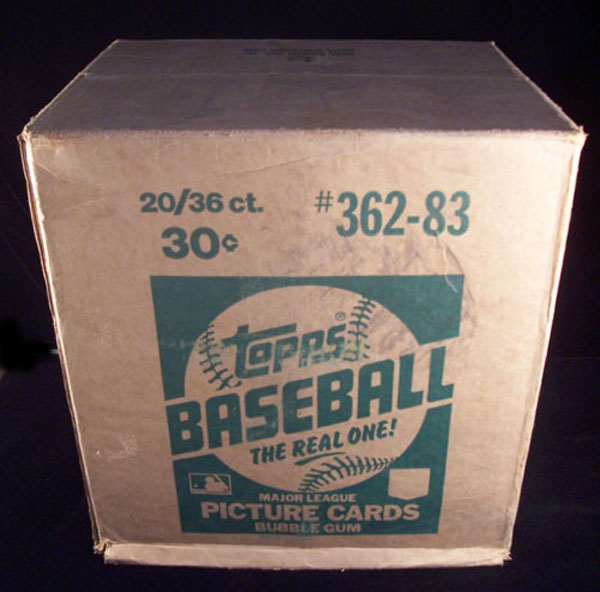 20/36 ct.
#362-83
30¢
TOPPS®
BASEBALL
THE REAL ONE!
MAJOR LEAGUE
PICTURE CARDS
BUBBLE GUM